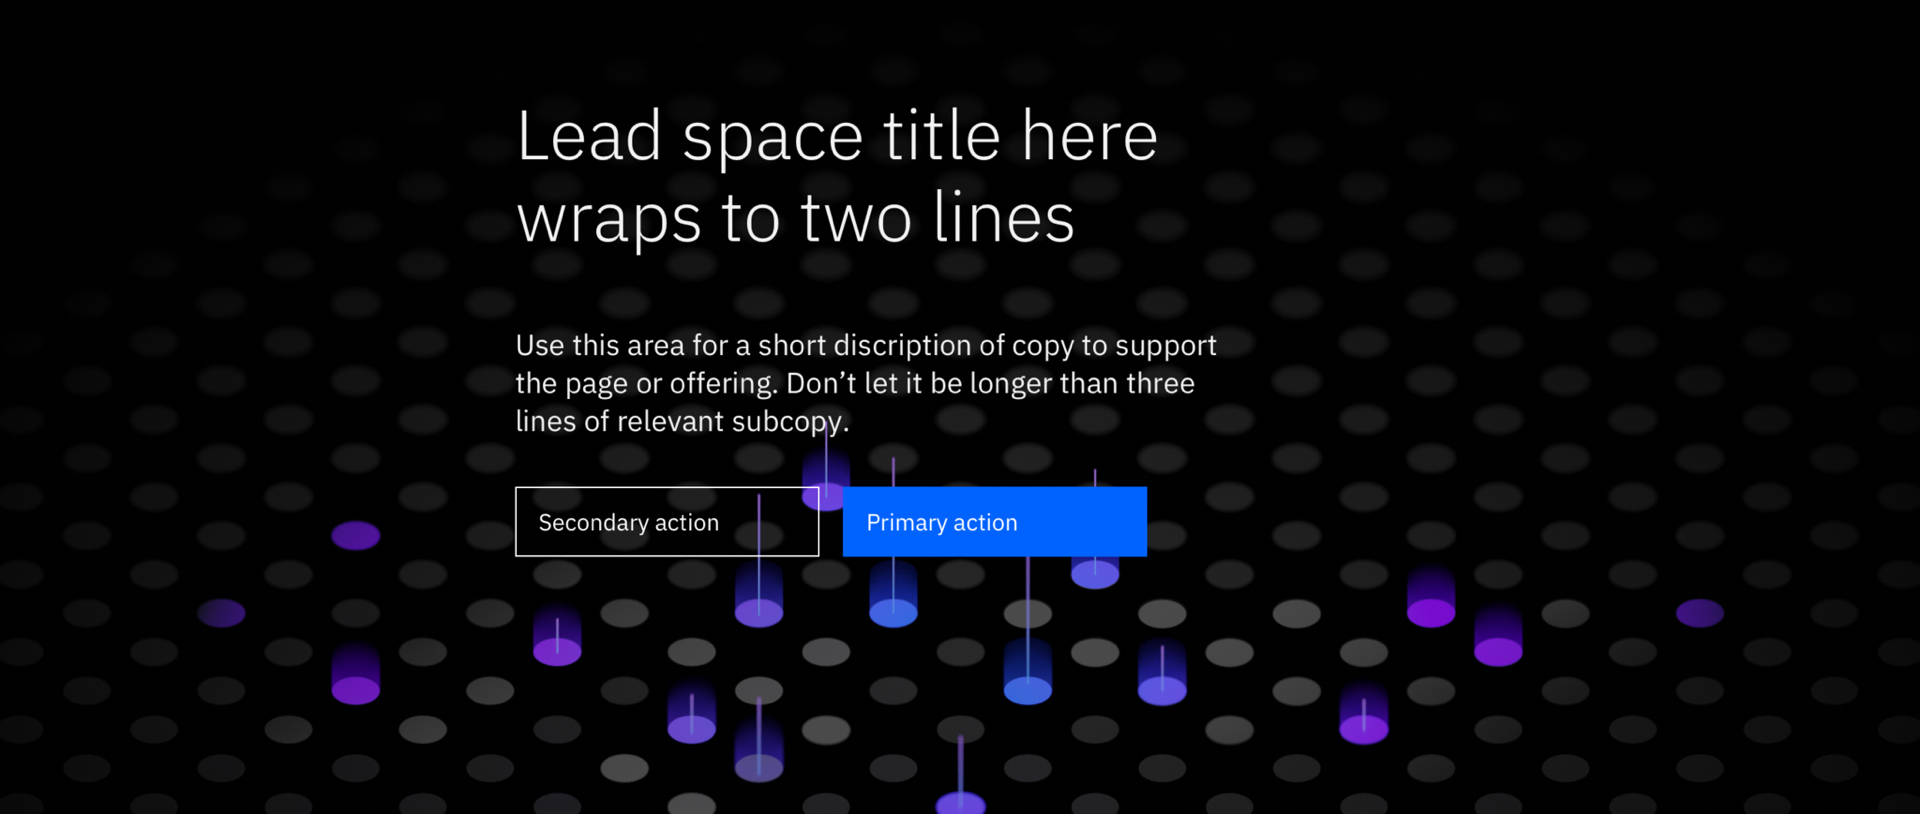 Lead space title here
wraps to two lines
Use this area for a short discription of copy to support
the page or offering. Don’t let it be longer than three
lines of relevant subcopy.
Secondary action
Primary action